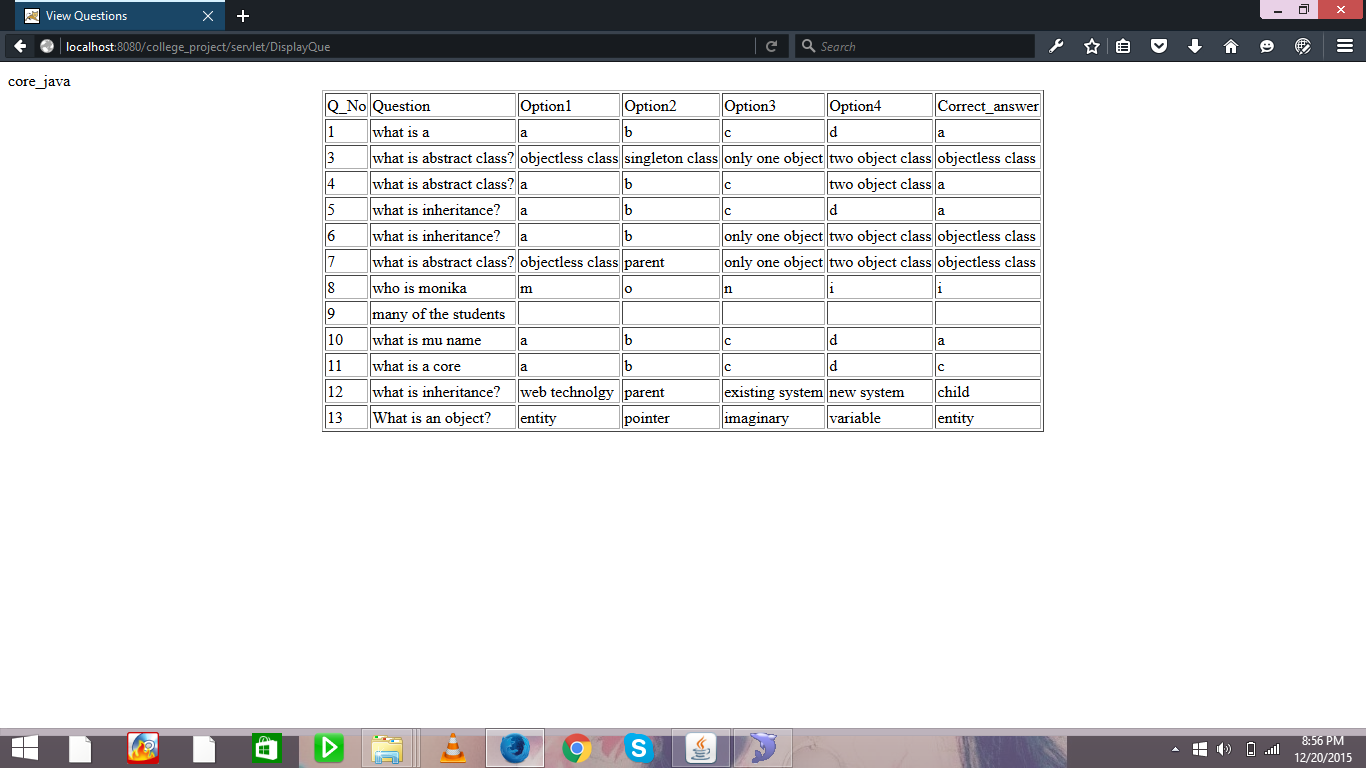 View Questions
localhost:8080/college_project/servlet/DisplayQue
Search
core_java
Q_No Question Option1 Option2 Option3 Option4 Correct_answer
1 what is a a b c d a
3 what is abstract class? objectless class singleton class only one object two object class objectless class
4 what is abstract class? a b c two object class a
5 what is inheritance? a b c d a
6 what is inheritance? a b only one object two object class objectless class
7 what is abstract class? objectless class parent only one object two object class objectless class
8 who is monika m o n i i
9 many of the students
10 what is mu name a b c d a
11 what is a core a b c d c
12 what is inheritance? web technolgy parent existing system new system child
13 What is an object? entity pointer imaginary variable entity
8:56 PM
12/20/2015